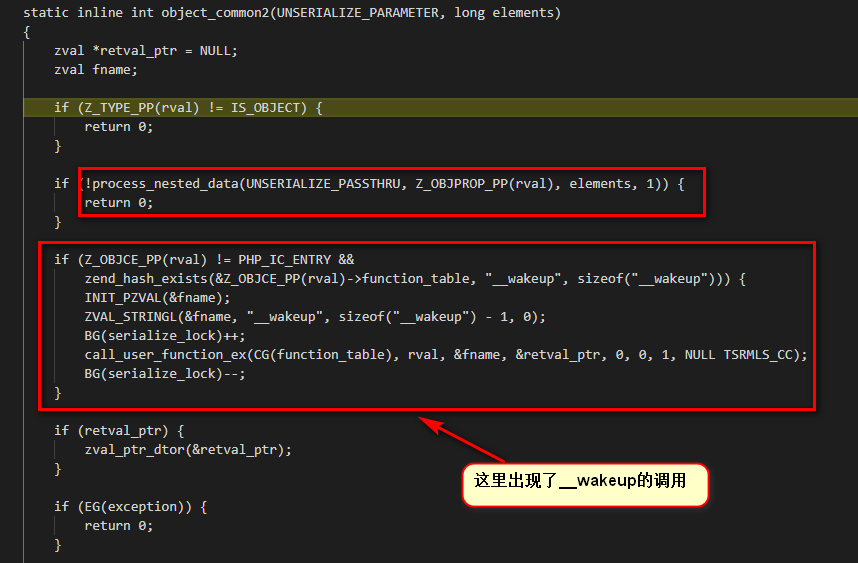 static inline int object_common2(UNSERIALIZE_PARAMETER, long elements)
{
    zval *retval_ptr = NULL;
    zval fname;

    if (Z_TYPE_PP(rval) != IS_OBJECT) {
        return 0;
    }

    if (!process_nested_data(UNSERIALIZE_PASSTHRU, Z_OBJPROP_PP(rval), elements, 1)) {
        return 0;
    }

    if (Z_OBJCE_PP(rval) != PHP_IC_ENTRY &&
        zend_hash_exists(&Z_OBJCE_PP(rval)->function_table, "__wakeup", sizeof("__wakeup"))) {
        INIT_PZVAL(&fname);
        ZVAL_STRINGL(&fname, "__wakeup", sizeof("__wakeup") - 1, 0);
        BG(serialize_lock)++;
        call_user_function_ex(CG(function_table), rval, &fname, &retval_ptr, 0, 0, 1, NULL TSRMLS_CC);
        BG(serialize_lock)--;
    }

    if (retval_ptr) {
        zval_ptr_dtor(&retval_ptr);
    }

    if (EG(exception)) {
        return 0;
    }
这里出现了__wakeup的调用